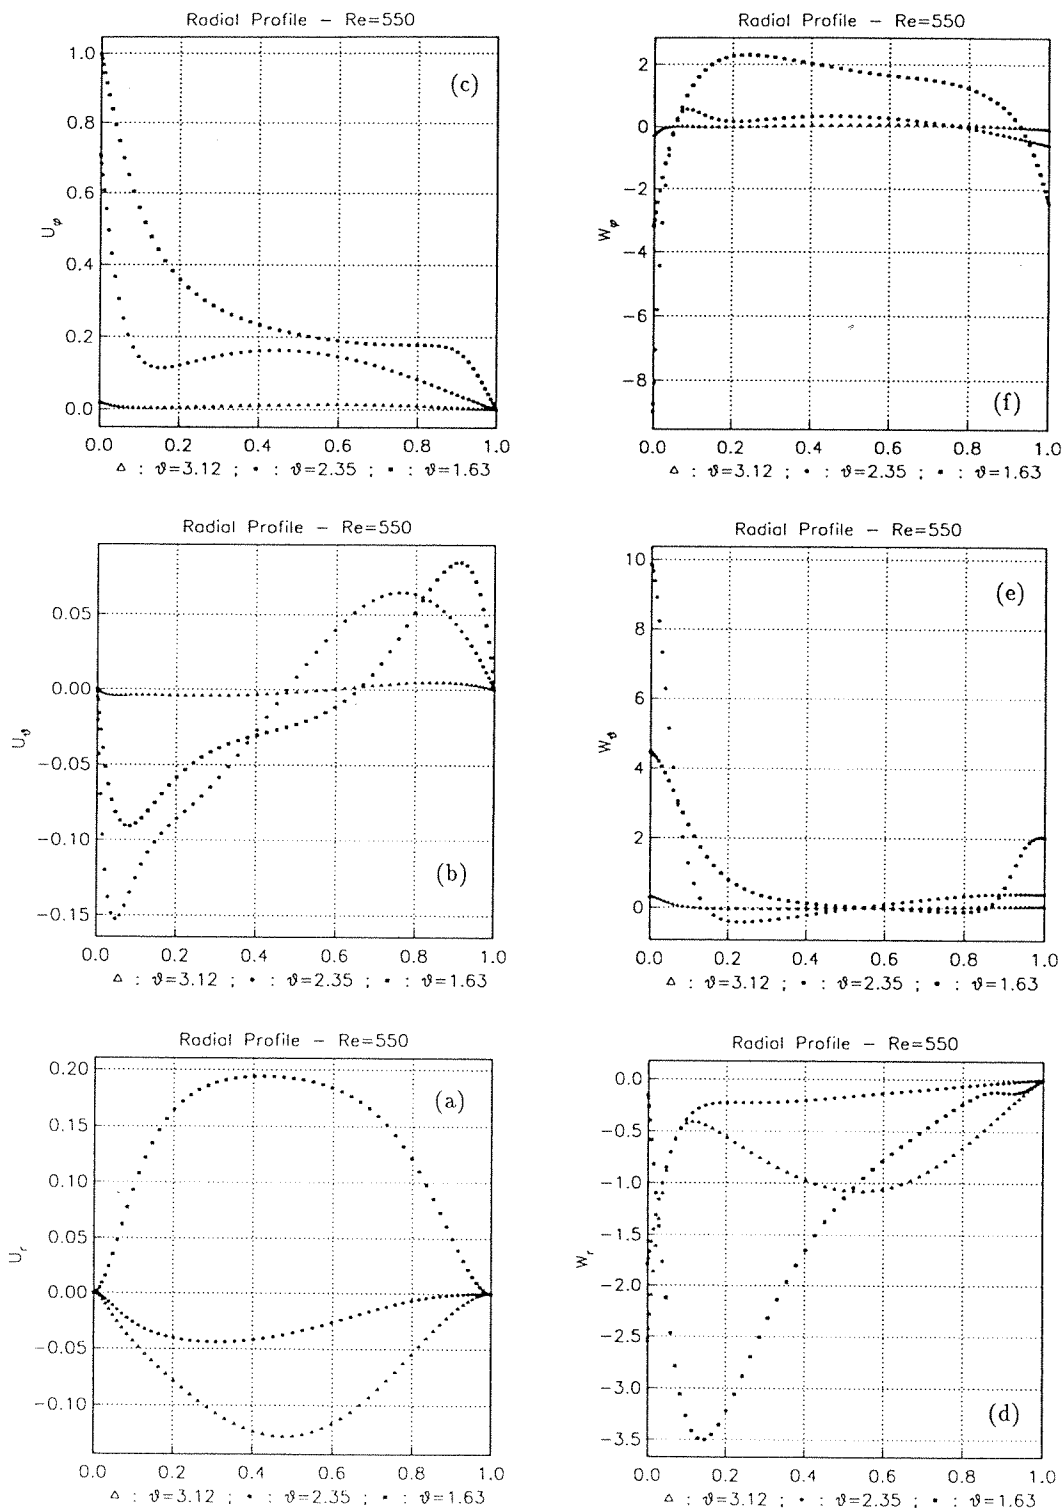 Radial Profile – Re=550
1.0
0.8
0.6
0.4
0.2
0.0
Uφ
(c)
0.0 0.2 0.4 0.6 0.8 1.0
△ : ϑ=3.12 ; • : ϑ=2.35 ; ▪ : ϑ=1.63
Radial Profile – Re=550
2
0
−2
−4
−6
−8
Wφ
(f)
0.0 0.2 0.4 0.6 0.8 1.0
△ : ϑ=3.12 ; • : ϑ=2.35 ; ▪ : ϑ=1.63
Radial Profile – Re=550
0.05
0.00
−0.05
−0.10
−0.15
Uϑ
(b)
0.0 0.2 0.4 0.6 0.8 1.0
△ : ϑ=3.12 ; • : ϑ=2.35 ; ▪ : ϑ=1.63
Radial Profile – Re=550
10
8
6
4
2
0
Wϑ
(e)
0.0 0.2 0.4 0.6 0.8 1.0
△ : ϑ=3.12 ; • : ϑ=2.35 ; ▪ : ϑ=1.63
Radial Profile – Re=550
0.20
0.15
0.10
0.05
0.00
−0.05
−0.10
Ur
(a)
0.0 0.2 0.4 0.6 0.8 1.0
△ : ϑ=3.12 ; • : ϑ=2.35 ; ▪ : ϑ=1.63
Radial Profile – Re=550
0.0
−0.5
−1.0
−1.5
−2.0
−2.5
−3.0
−3.5
Wr
(d)
0.0 0.2 0.4 0.6 0.8 1.0
△ : ϑ=3.12 ; • : ϑ=2.35 ; ▪ : ϑ=1.63